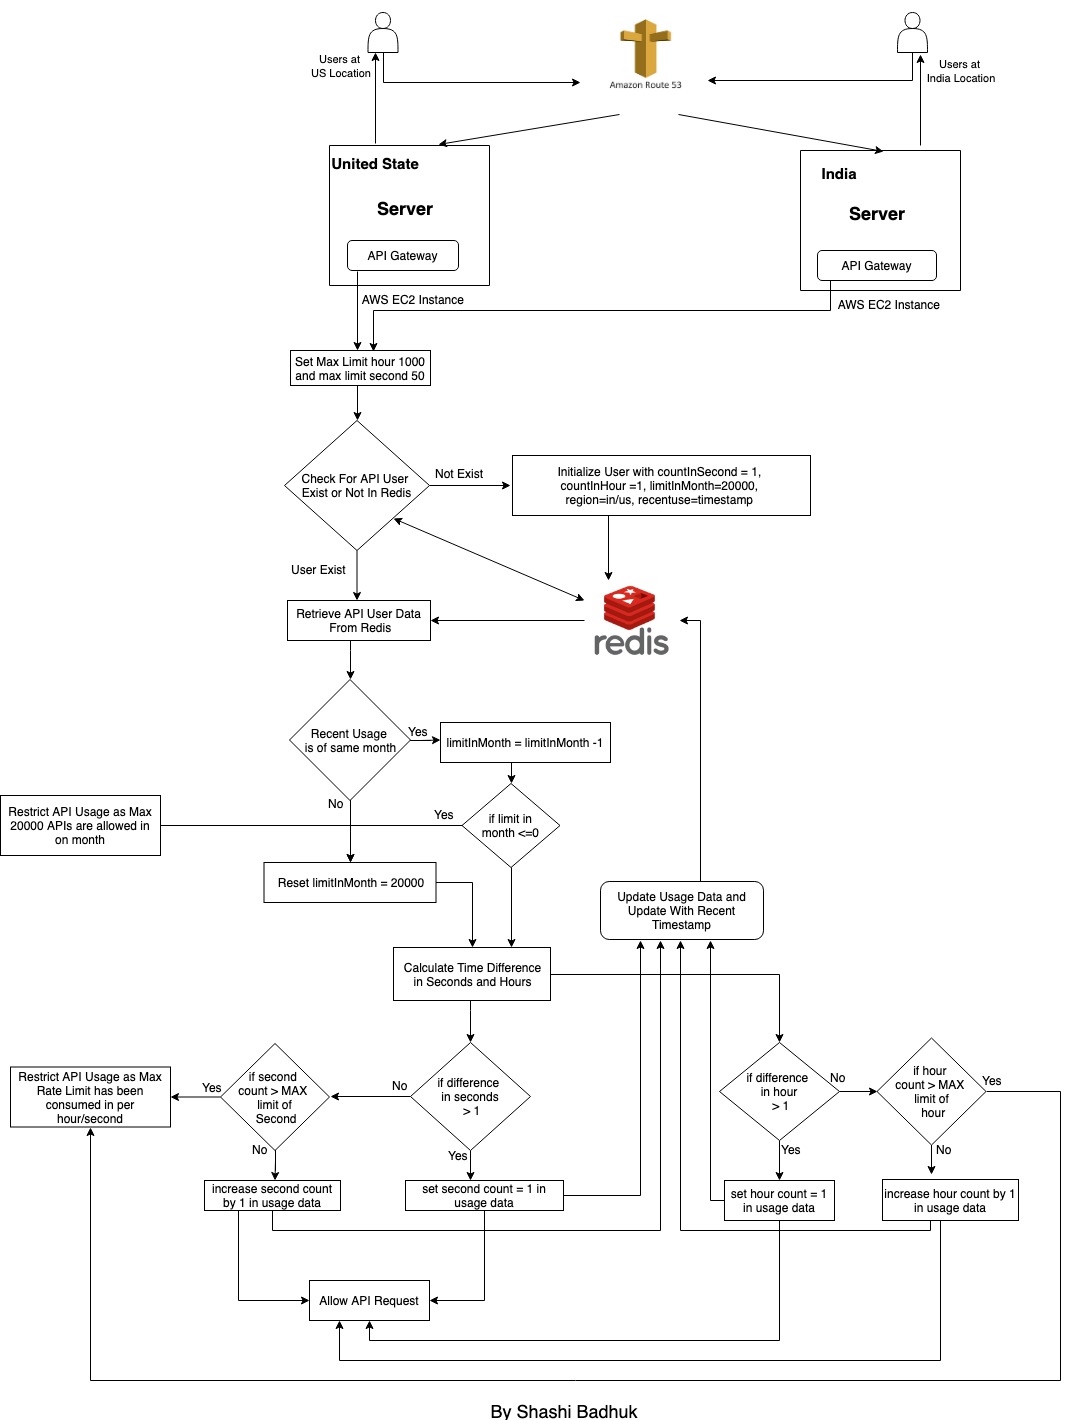 Users at
US Location
Amazon Route 53
Users at
India Location
United State
Server
API Gateway
AWS EC2 Instance
India
Server
API Gateway
AWS EC2 Instance
Set Max Limit hour 1000
and max limit second 50
Check For API User
Exist or Not In Redis
Not Exist
Initialize User with countInSecond = 1,
countInHour =1, limitInMonth=20000,
region=in/us, recentuse=timestamp
User Exist
Retrieve API User Data
From Redis
redis
Recent Usage
is of same month
Yes
limitInMonth = limitInMonth -1
No
Restrict API Usage as Max
20000 APIs are allowed in
on month
Yes
if limit in
month <=0
Reset limitInMonth = 20000
Update Usage Data and
Update With Recent
Timestamp
Calculate Time Difference
in Seconds and Hours
Restrict API Usage as Max
Rate Limit has been
consumed in per
hour/second
Yes
if second
count > MAX
limit of
Second
No
if difference
in seconds
> 1
if difference
in hour
> 1
No
if hour
count > MAX
limit of
hour
Yes
No
Yes
Yes
No
increase second count
by 1 in usage data
set second count = 1 in
usage data
set hour count = 1
in usage data
increase hour count by 1
in usage data
Allow API Request
By Shashi Badhuk